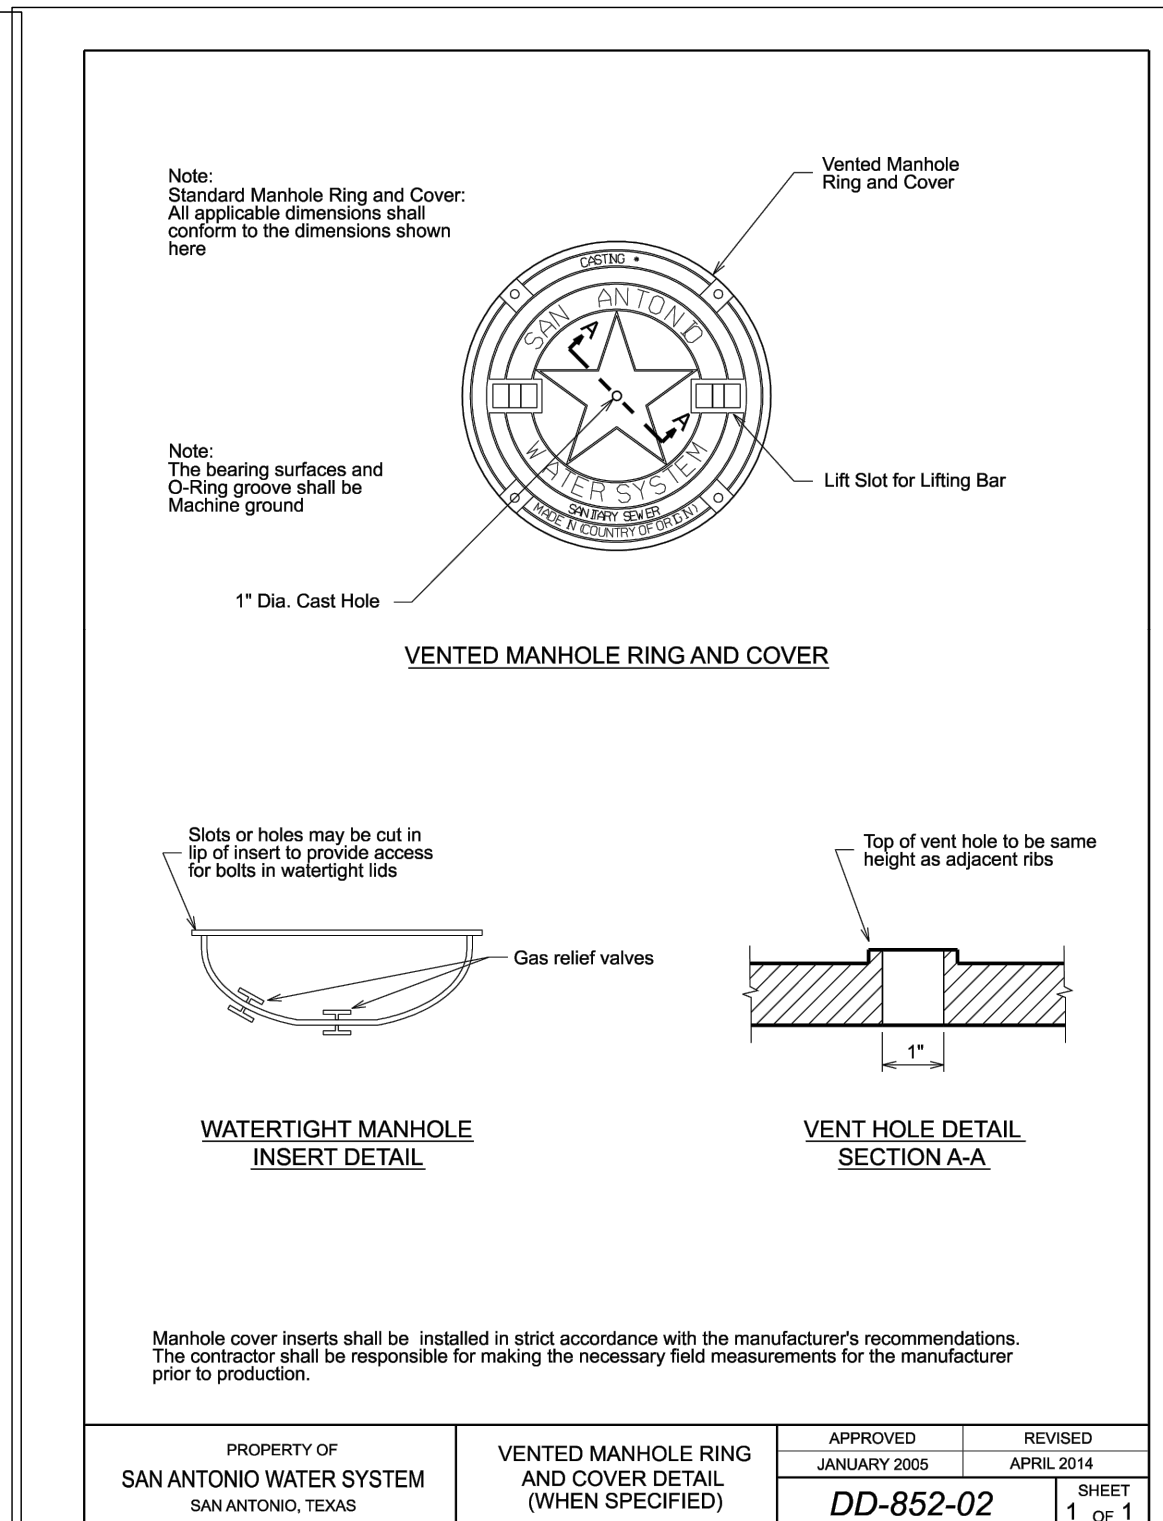 Note:
Standard Manhole Ring and Cover:
All applicable dimensions shall
conform to the dimensions shown
here
Vented Manhole
Ring and Cover
CASTING *
SAN ANTONIO
A
A
WATER SYSTEM
SANITARY SEWER
MADE IN (COUNTRY OF ORIGIN)
Note:
The bearing surfaces and
O-Ring groove shall be
Machine ground
Lift Slot for Lifting Bar
1" Dia. Cast Hole
VENTED MANHOLE RING AND COVER
Slots or holes may be cut in
lip of insert to provide access
for bolts in watertight lids
Gas relief valves
Top of vent hole to be same
height as adjacent ribs
1"
WATERTIGHT MANHOLE
INSERT DETAIL
VENT HOLE DETAIL
SECTION A-A
Manhole cover inserts shall be installed in strict accordance with the manufacturer's recommendations.
The contractor shall be responsible for making the necessary field measurements for the manufacturer
prior to production.
PROPERTY OF
SAN ANTONIO WATER SYSTEM
SAN ANTONIO, TEXAS
VENTED MANHOLE RING
AND COVER DETAIL
(WHEN SPECIFIED)
APPROVED
JANUARY 2005
REVISED
APRIL 2014
DD-852-02
SHEET
1 OF 1